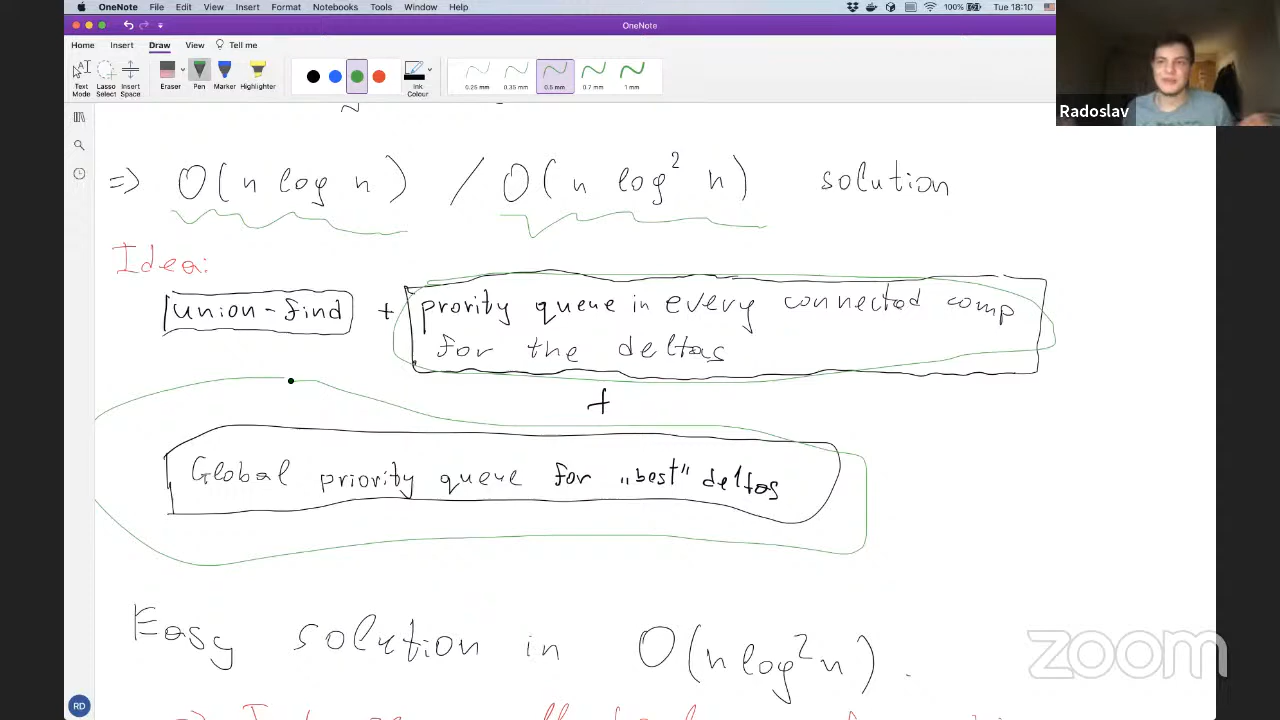 OneNote File Edit View Insert Format Notebooks Tools Window Help 100% Tue 18:10
OneNote
Home Insert Draw View Tell me
Text Mode Lasso Select Insert Space Eraser Pen Marker Highlighter Ink Colour 0.25 mm 0.35 mm 0.5 mm 0.7 mm 1 mm
Radoslav
=> O(n log n) / O(n log² n) solution
Idea:
union-find + prority queue in every connected comp
for the deltas
+
Global priority queue for „best" deltas
Easy solution in O(n log² n).
RD
zoom